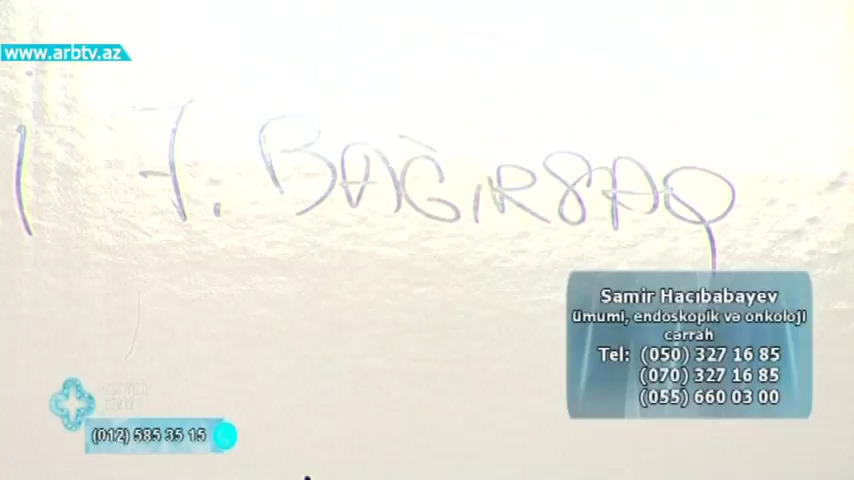 www.arbtv.az
7. BAĞIRSAQ
Samir Hacıbabayev
ümumi, endoskopik və onkoloji
cərrah
Tel: (050) 327 16 85
(070) 327 16 85
(055) 660 03 00
(012) 585 35 15